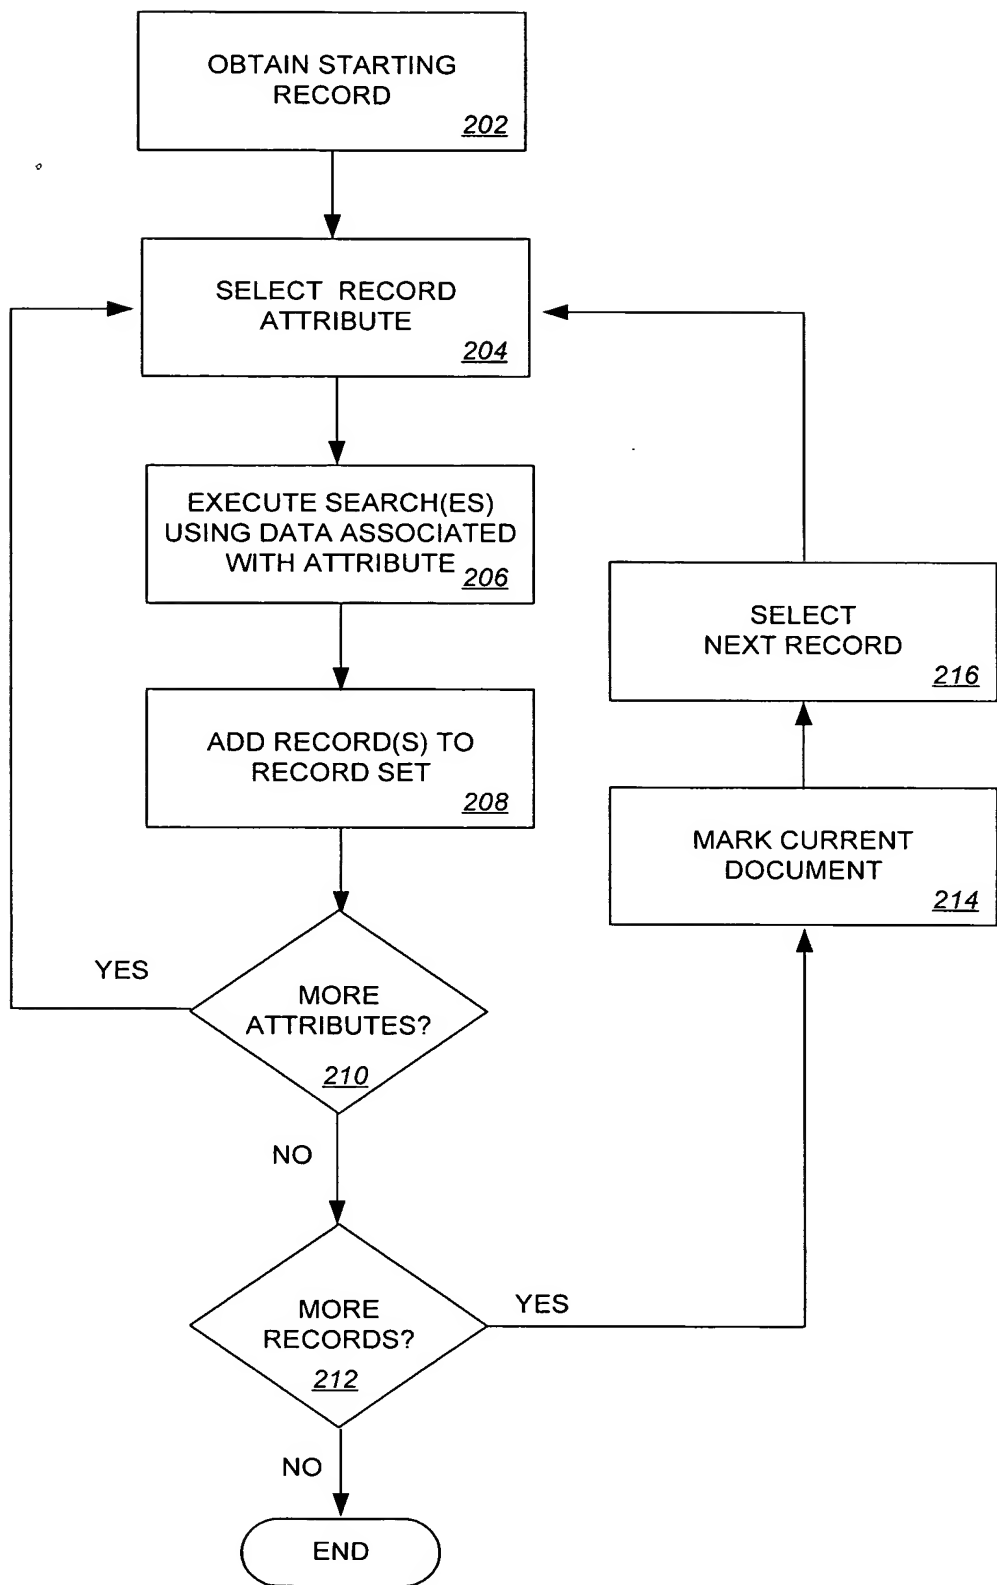 OBTAIN STARTING
RECORD
202
SELECT RECORD
ATTRIBUTE
204
EXECUTE SEARCH(ES)
USING DATA ASSOCIATED
WITH ATTRIBUTE
206
SELECT
NEXT RECORD
216
ADD RECORD(S) TO
RECORD SET
208
MARK CURRENT
DOCUMENT
214
YES
MORE
ATTRIBUTES?
210
NO
MORE
RECORDS?
212
YES
NO
END